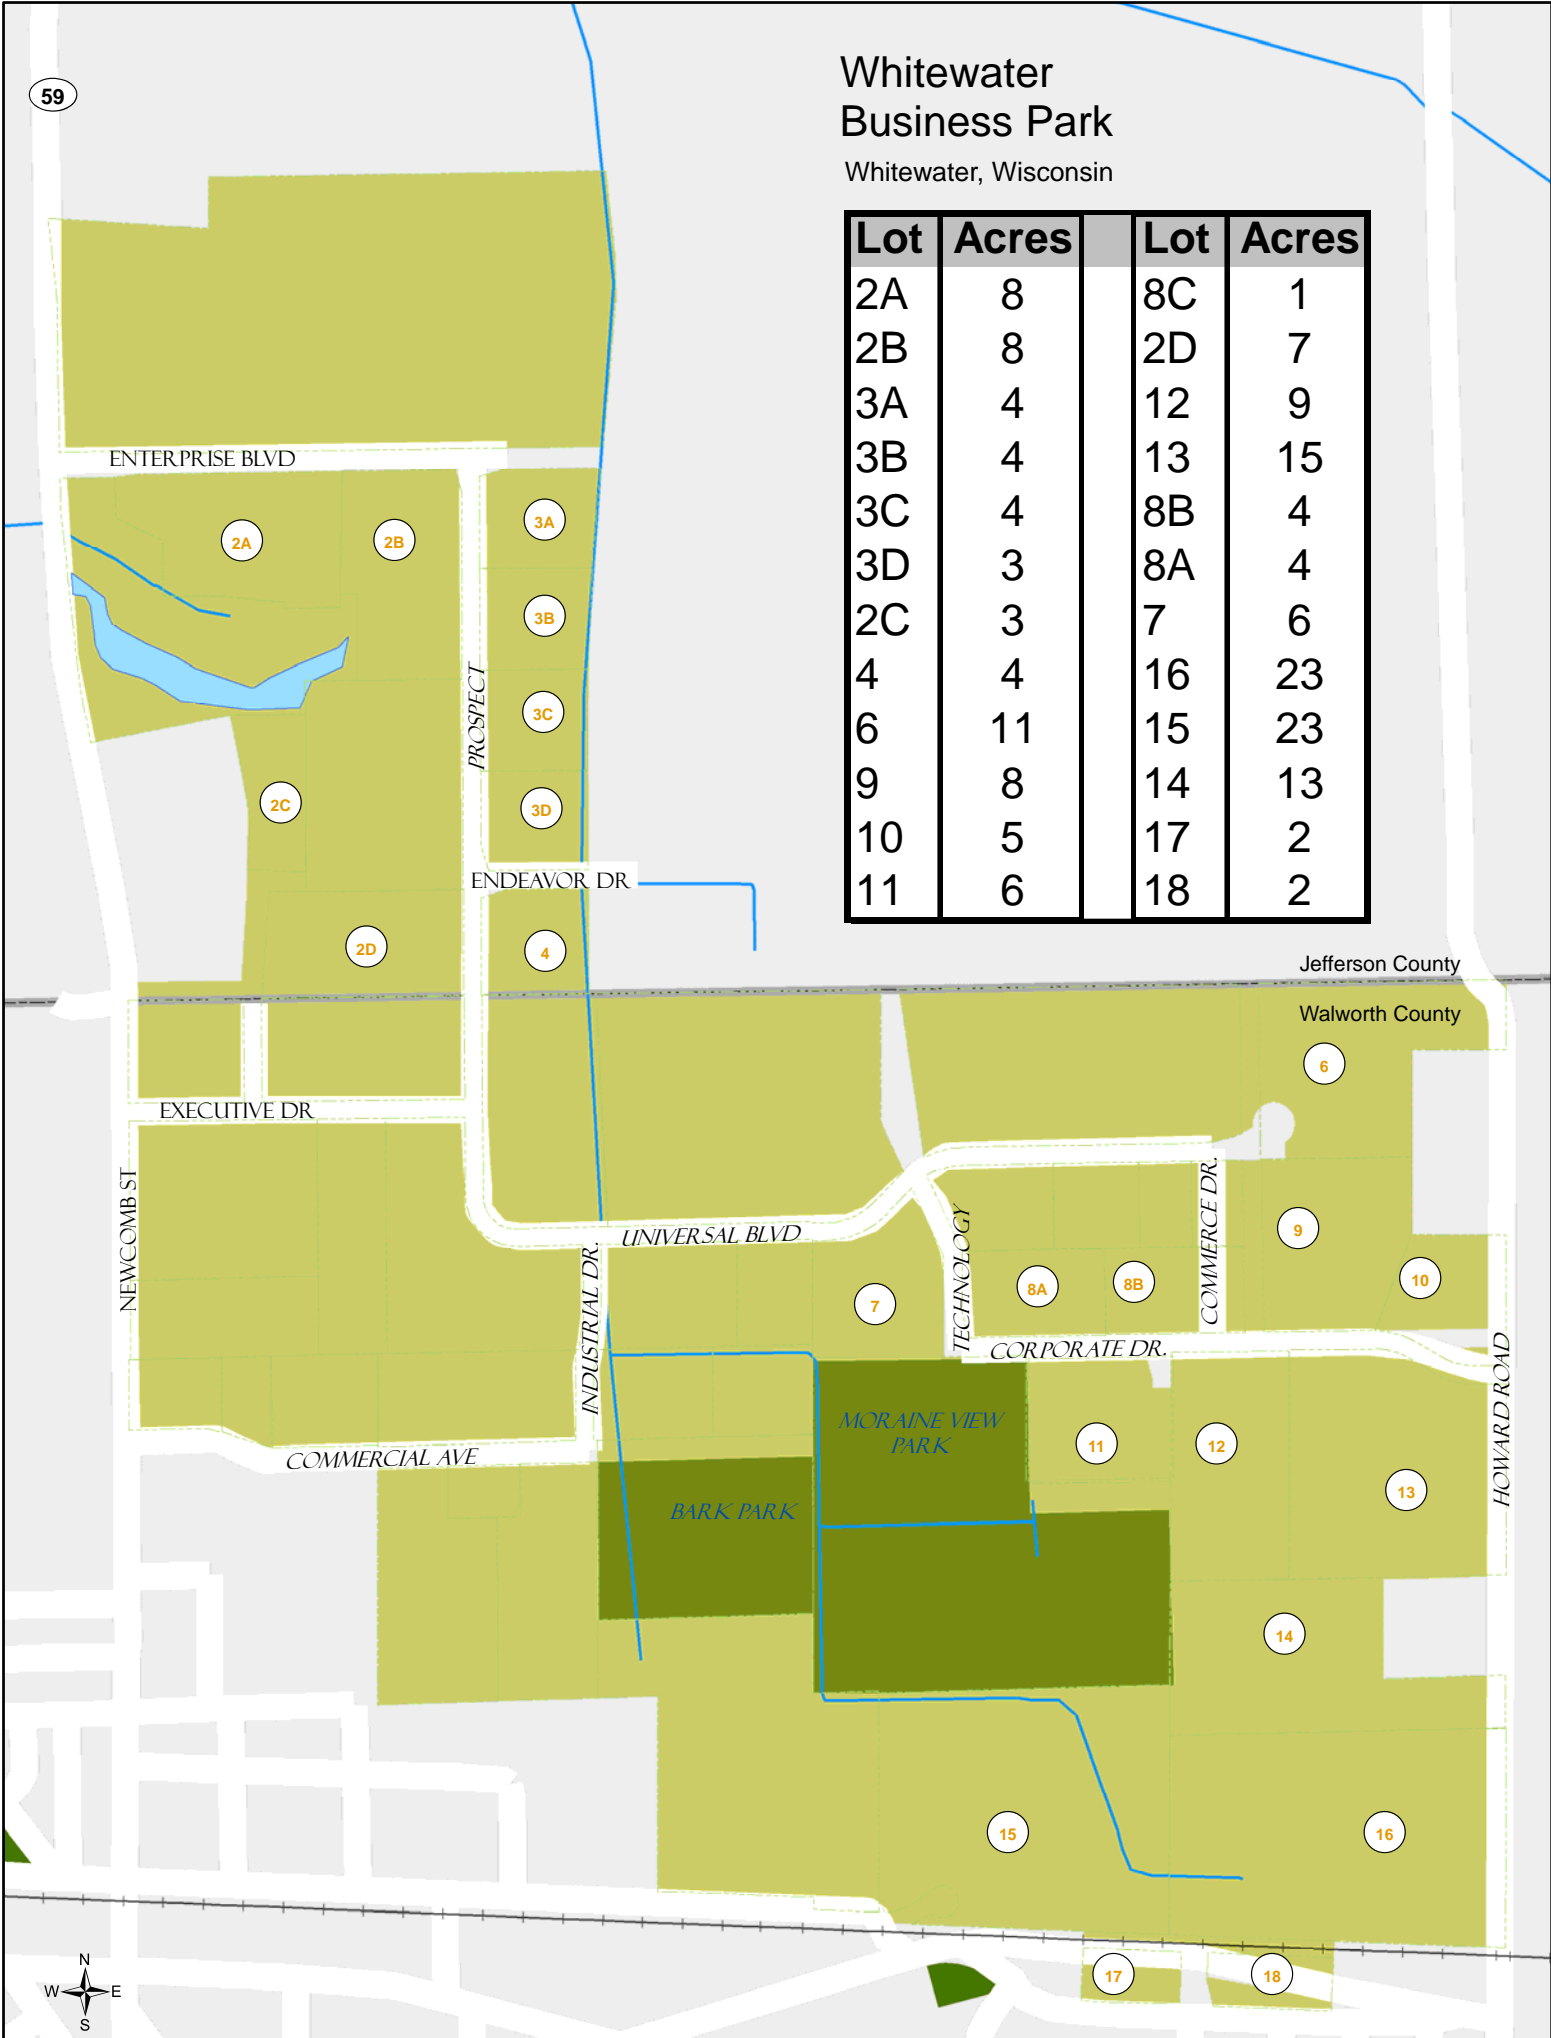 59
Whitewater
Business Park
Whitewater, Wisconsin
Lot Acres Lot Acres
2A 8 8C 1
2B 8 2D 7
3A 4 12 9
3B 4 13 15
3C 4 8B 4
3D 3 8A 4
2C 3 7 6
4 4 16 23
6 11 15 23
9 8 14 13
10 5 17 2
11 6 18 2
ENTERPRISE BLVD
2A
2B
3A
3B
PROSPECT
3C
2C
3D
ENDEAVOR DR
2D
4
Jefferson County
Walworth County
6
EXECUTIVE DR
NEWCOMB ST
UNIVERSAL BLVD
INDUSTRIAL DR.
TECHNOLOGY
COMMERCE DR.
9
10
8A
8B
7
CORPORATE DR.
HOWARD ROAD
MORAINE VIEW
PARK
11
12
COMMERCIAL AVE
13
BARK PARK
14
15
16
17
18
N
W E
S